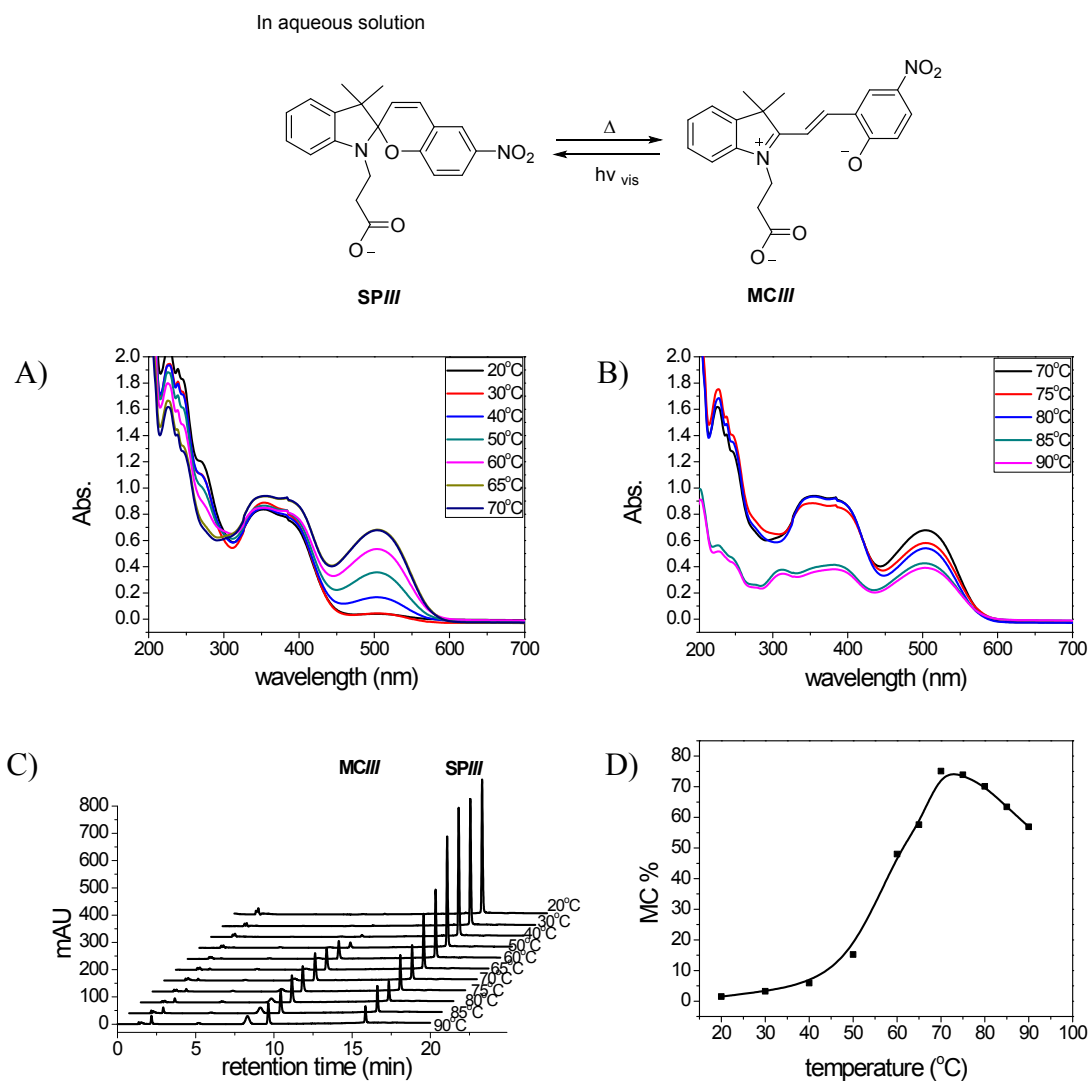 In aqueous solution
N
O
NO₂
O
O⁻
Δ
hν vis
N⁺
NO₂
O⁻
O
O⁻
SPIII
MCIII
A)
2.0
1.8
1.6
1.4
1.2
1.0
0.8
0.6
0.4
0.2
0.0
Abs.
200 300 400 500 600 700
wavelength (nm)
20°C
30°C
40°C
50°C
60°C
65°C
70°C
B)
2.0
1.8
1.6
1.4
1.2
1.0
0.8
0.6
0.4
0.2
0.0
Abs.
200 300 400 500 600 700
wavelength (nm)
70°C
75°C
80°C
85°C
90°C
C)
MCIII SPIII
800
700
600
500
400
300
200
100
0
mAU
0 5 10 15 20
retention time (min)
20°C
30°C
40°C
50°C
60°C
65°C
70°C
75°C
80°C
85°C
90°C
D)
80
70
60
50
40
30
20
10
0
MC %
20 30 40 50 60 70 80 90 100
temperature (°C)